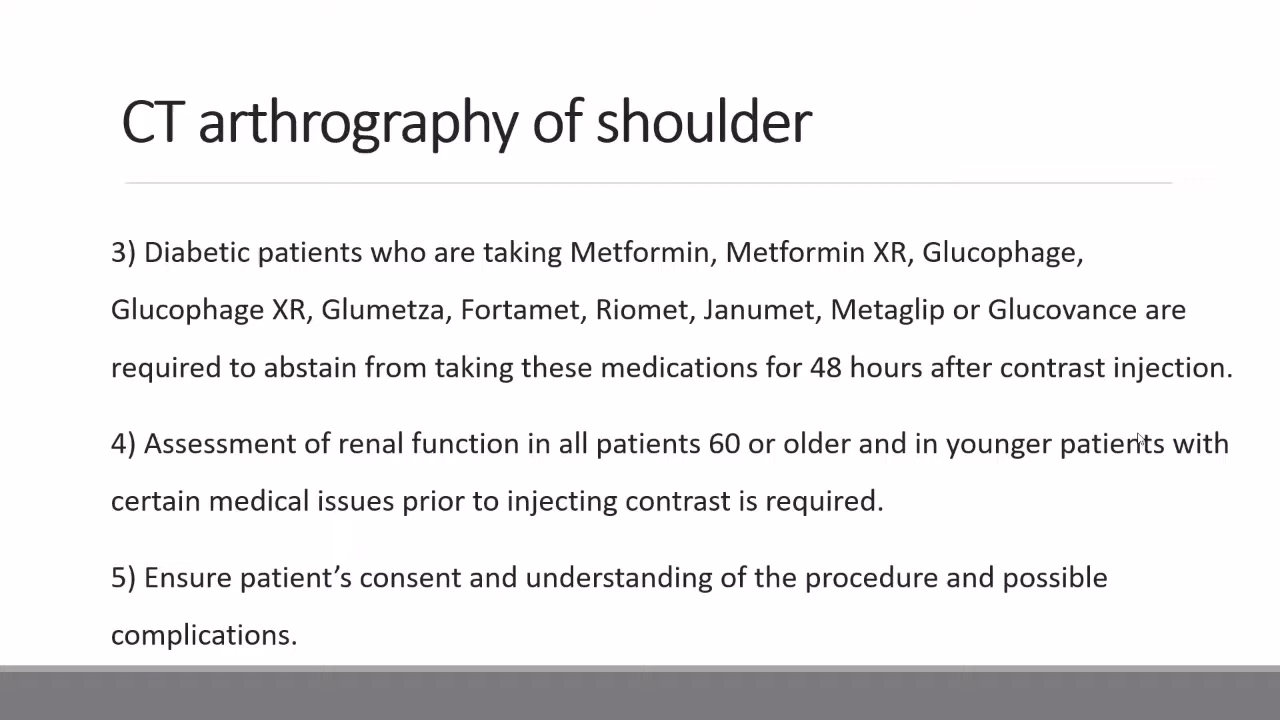 CT arthrography of shoulder
3) Diabetic patients who are taking Metformin, Metformin XR, Glucophage,
Glucophage XR, Glumetza, Fortamet, Riomet, Janumet, Metaglip or Glucovance are
required to abstain from taking these medications for 48 hours after contrast injection.
4) Assessment of renal function in all patients 60 or older and in younger patients with
certain medical issues prior to injecting contrast is required.
5) Ensure patient’s consent and understanding of the procedure and possible
complications.